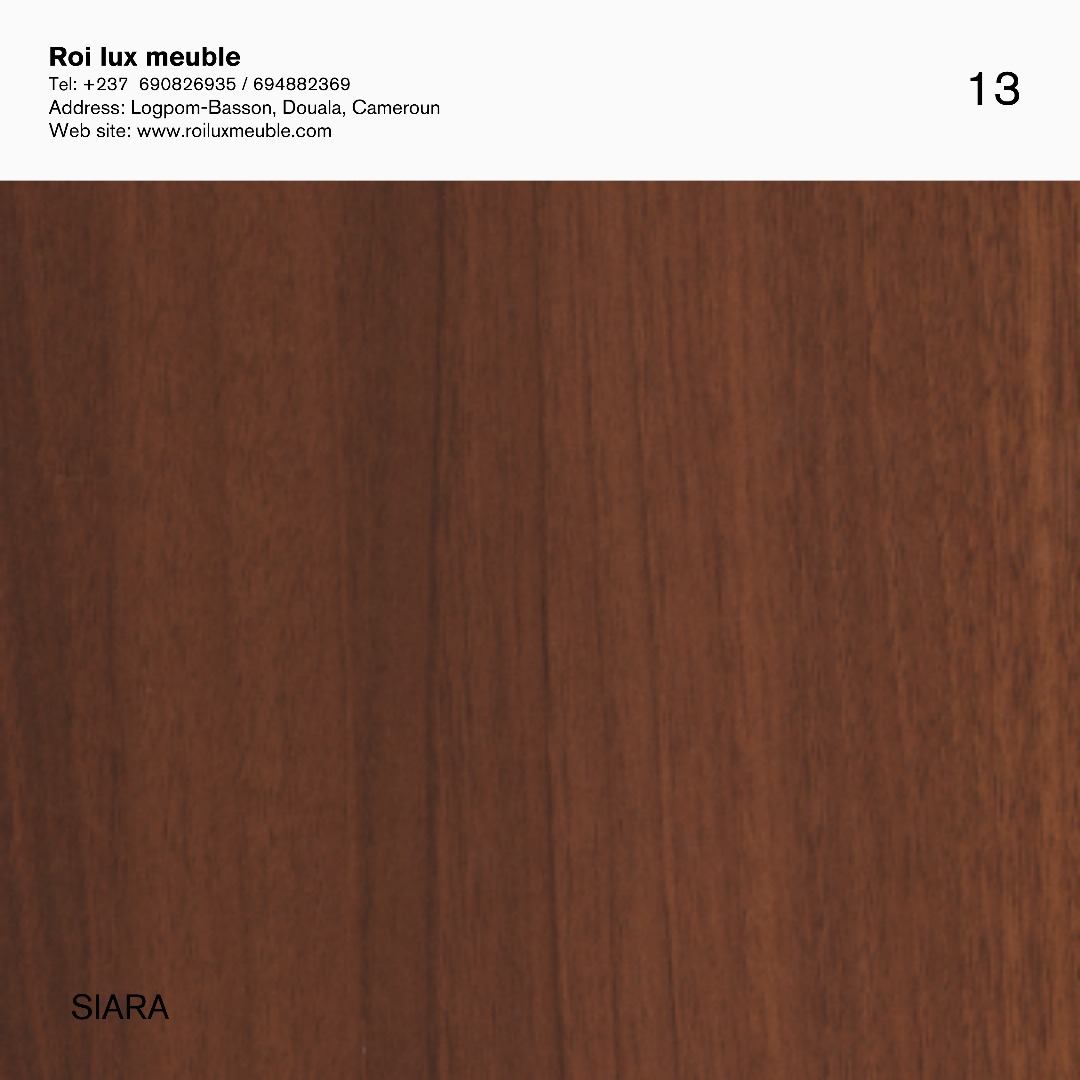 Roi lux meuble
Tel: +237  690826935 / 694882369
Address: Logpom-Basson, Douala, Cameroun
Web site: www.roiluxmeuble.com
13
SIARA